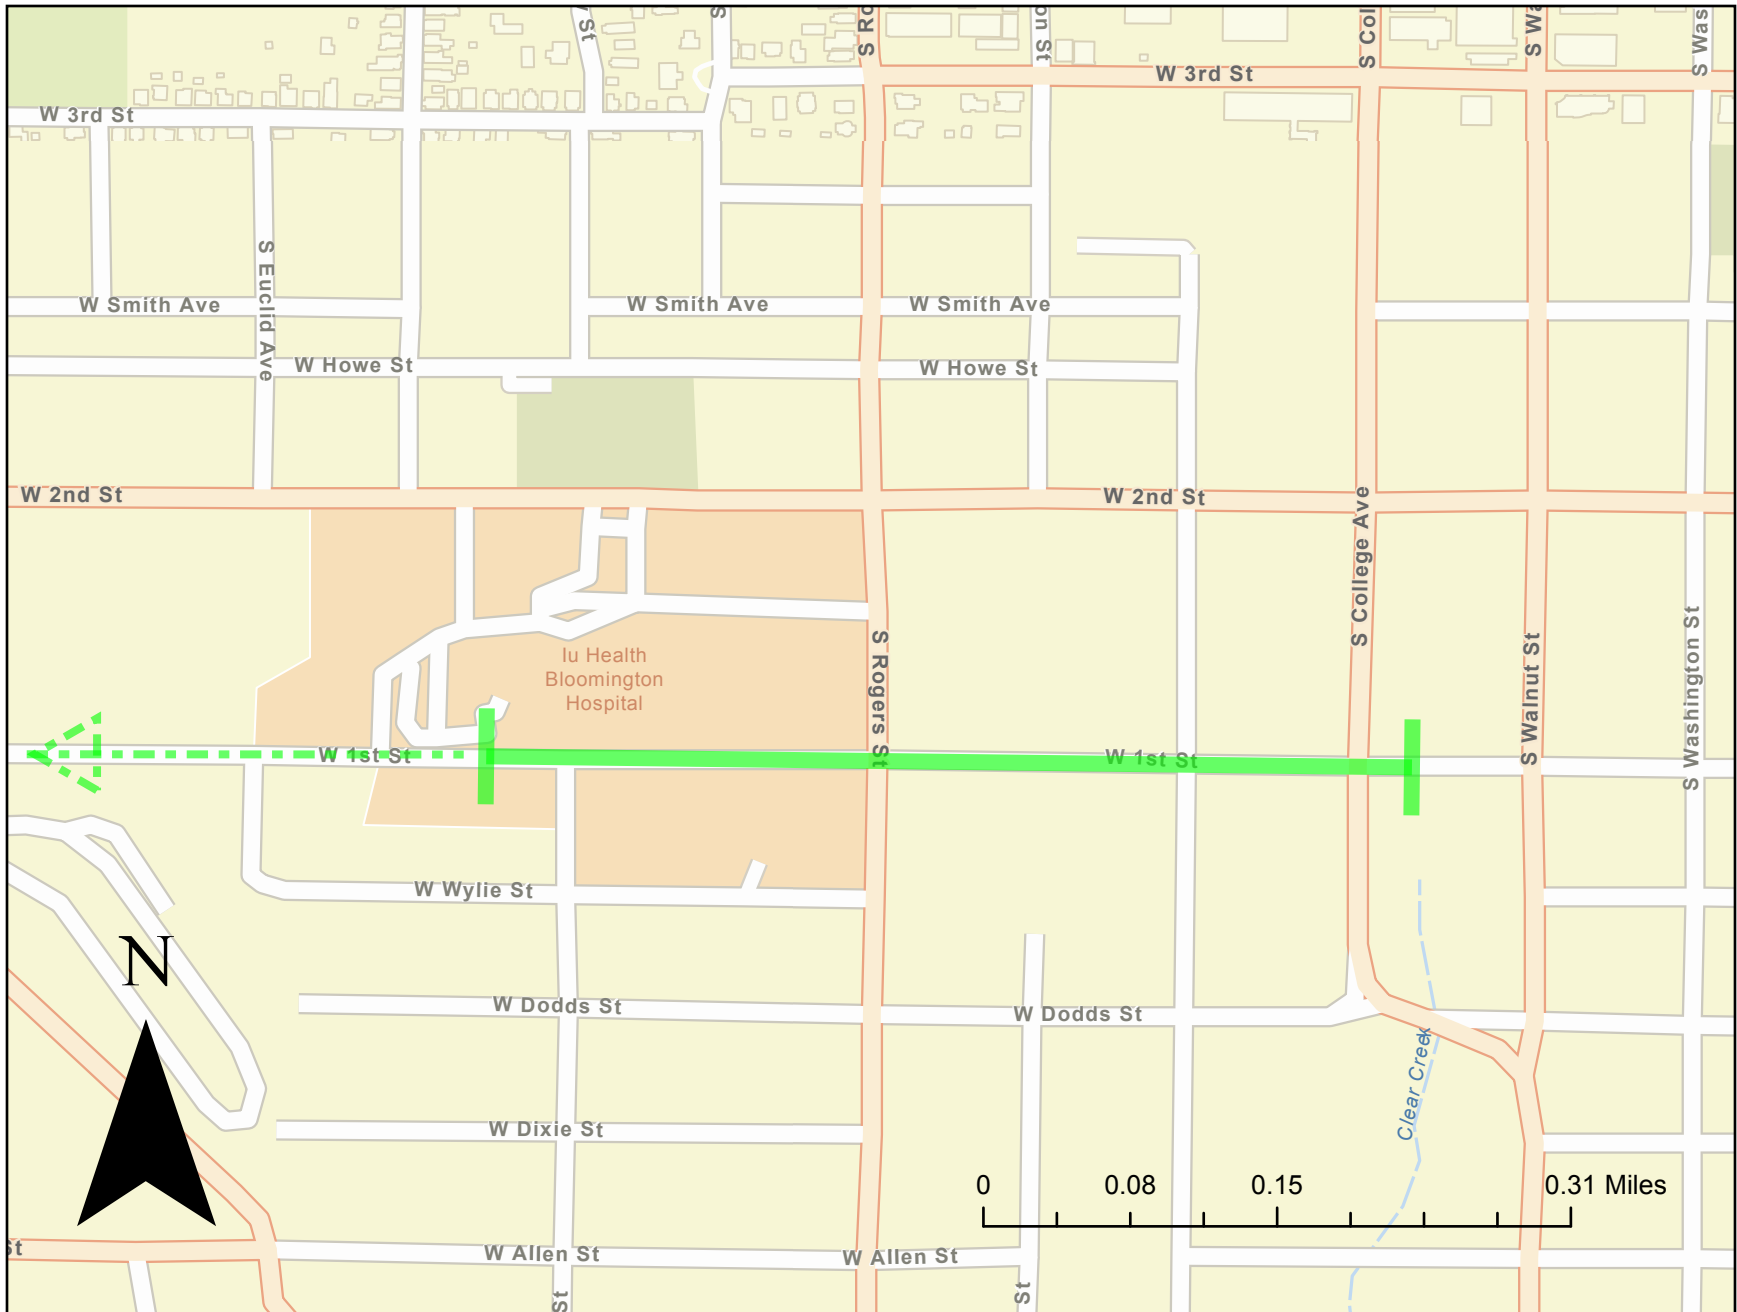 S Ro
S Col
S Wa
S Was
on St
St
S
W 3rd St
W 3rd St
S Euclid Ave
W Smith Ave
W Smith Ave
W Smith Ave
W Howe St
W Howe St
W 2nd St
W 2nd St
S College Ave
Iu Health
Bloomington
Hospital
S Rogers St
S Walnut St
S Washington St
W 1st St
W 1st St
W Wylie St
N
W Dodds St
W Dodds St
Clear Creek
W Dixie St
0 0.08 0.15 0.31 Miles
St
W Allen St
W Allen St
St
St